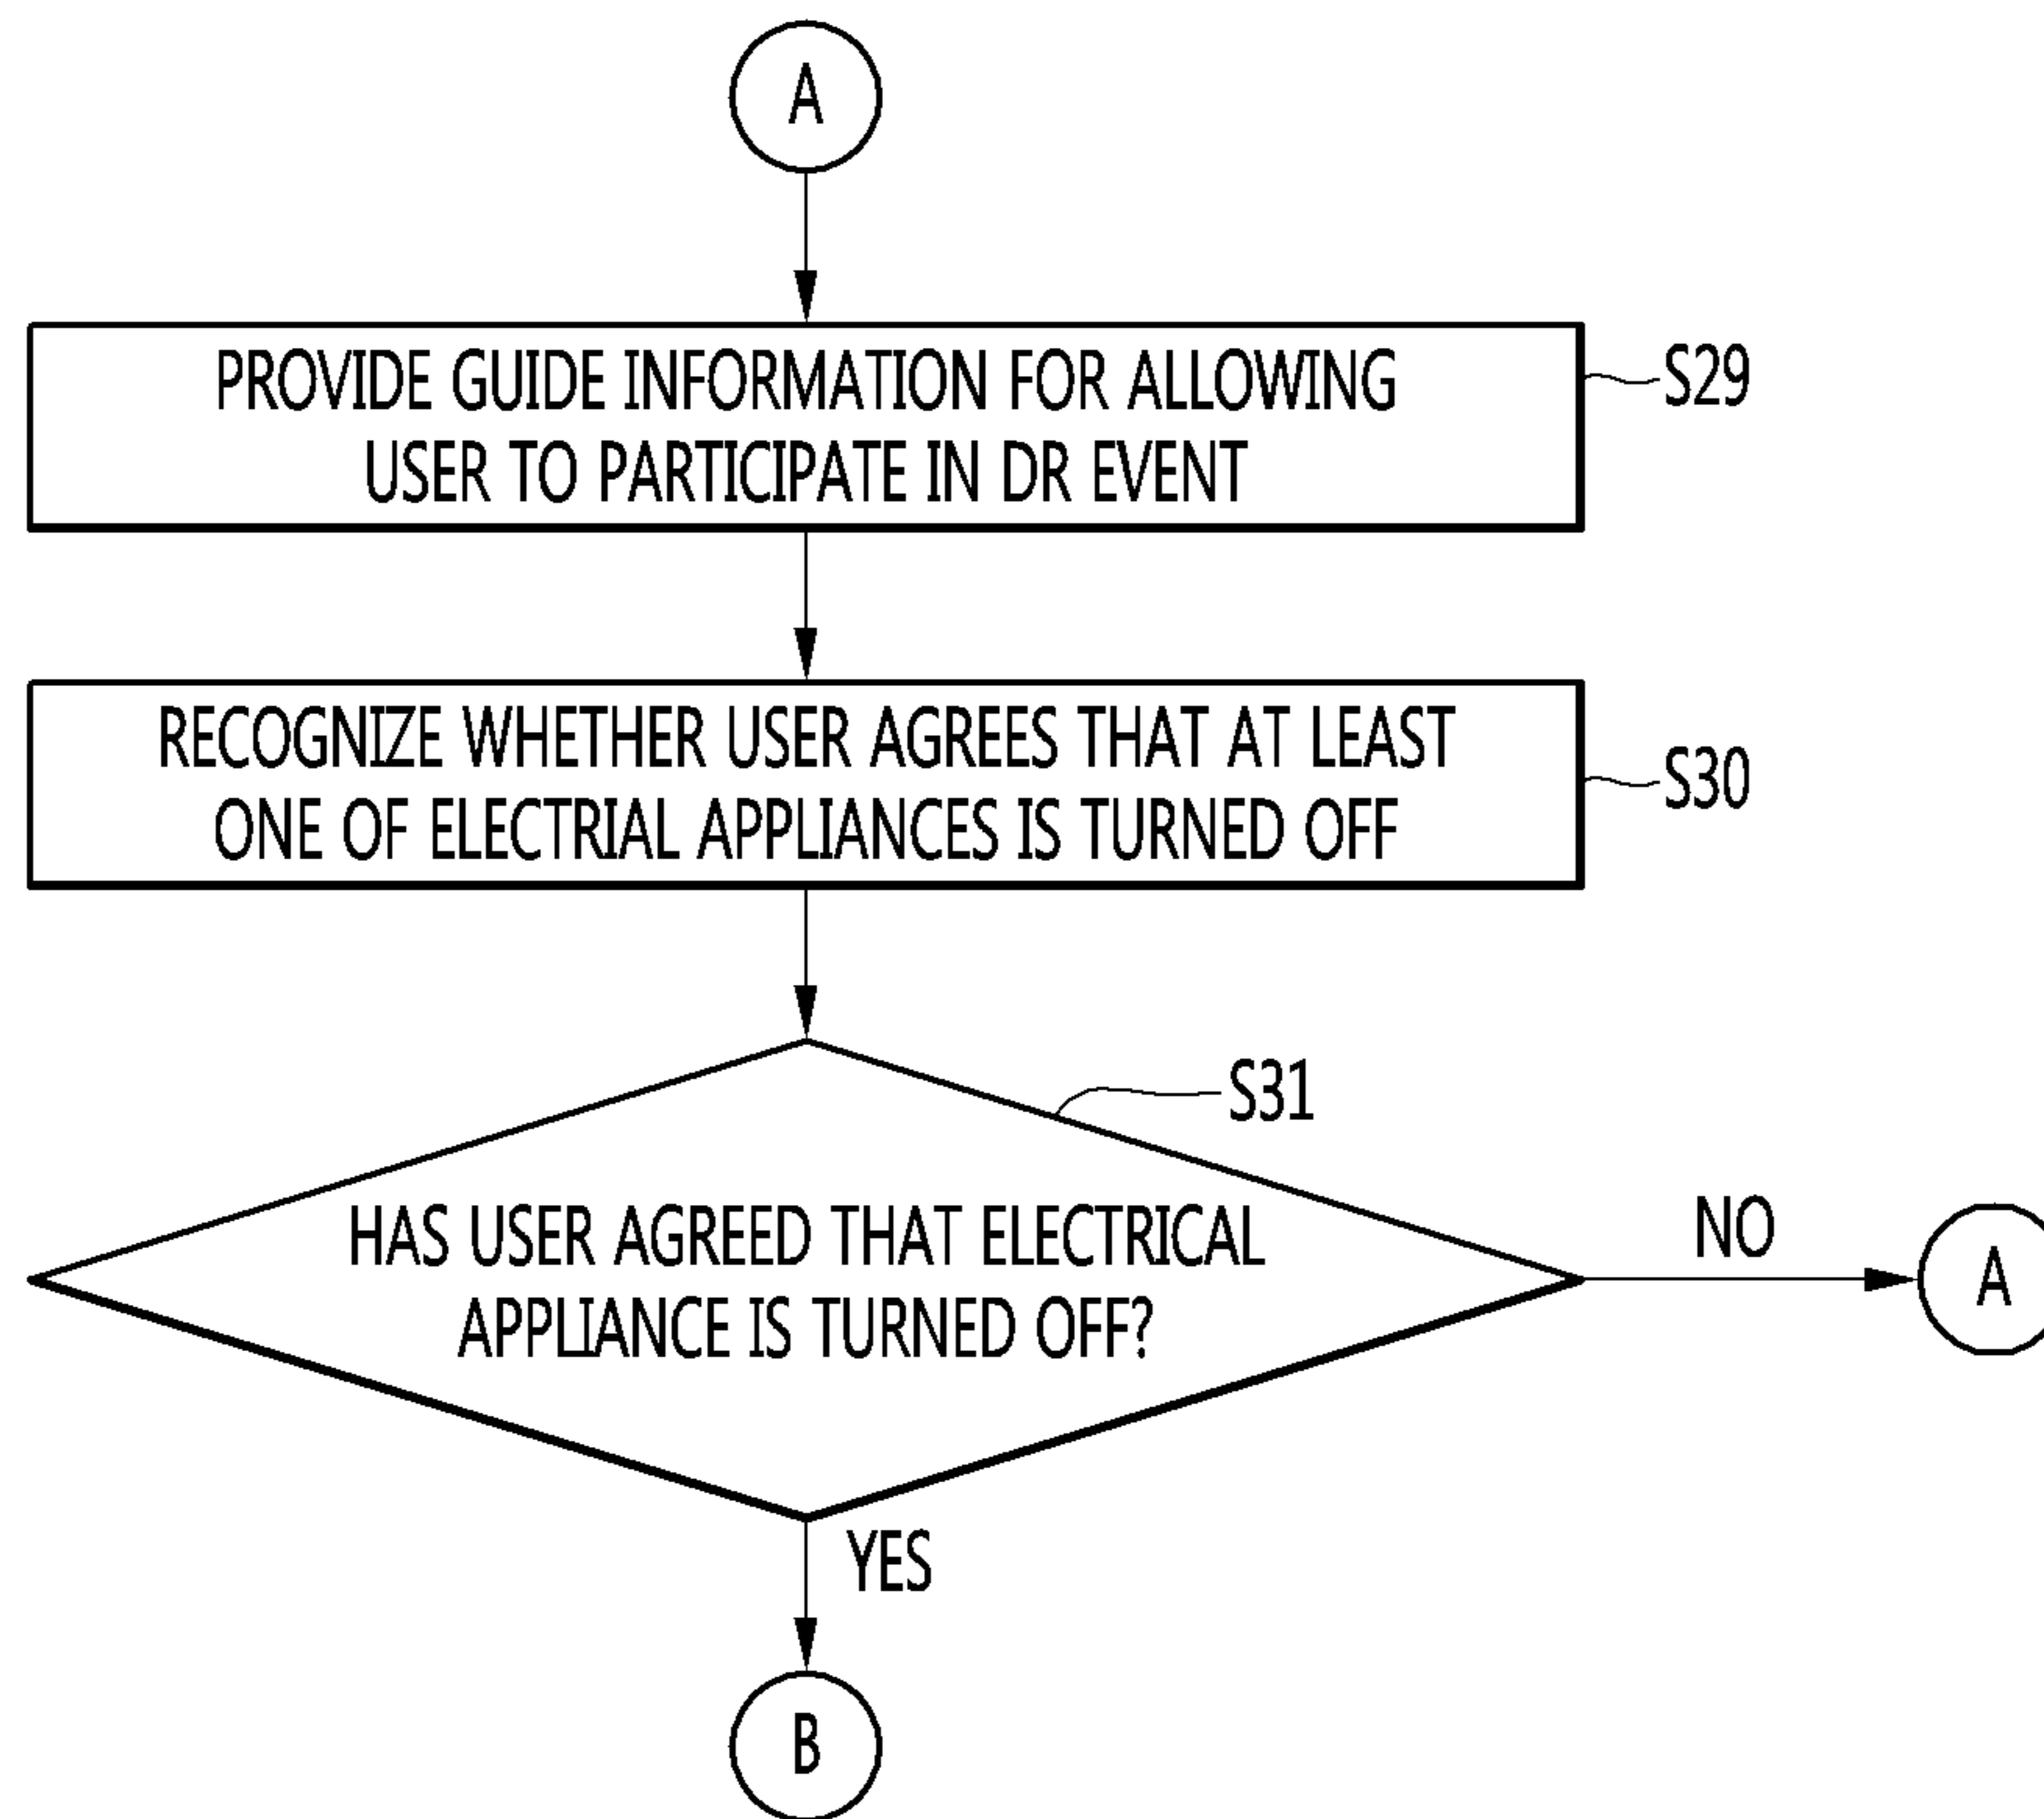 A
PROVIDE GUIDE INFORMATION FOR ALLOWING
USER TO PARTICIPATE IN DR EVENT
S29
RECOGNIZE WHETHER USER AGREES THAT AT LEAST
ONE OF ELECTRIAL APPLIANCES IS TURNED OFF
S30
S31
HAS USER AGREED THAT ELECTRICAL
APPLIANCE IS TURNED OFF?
NO
A
YES
B